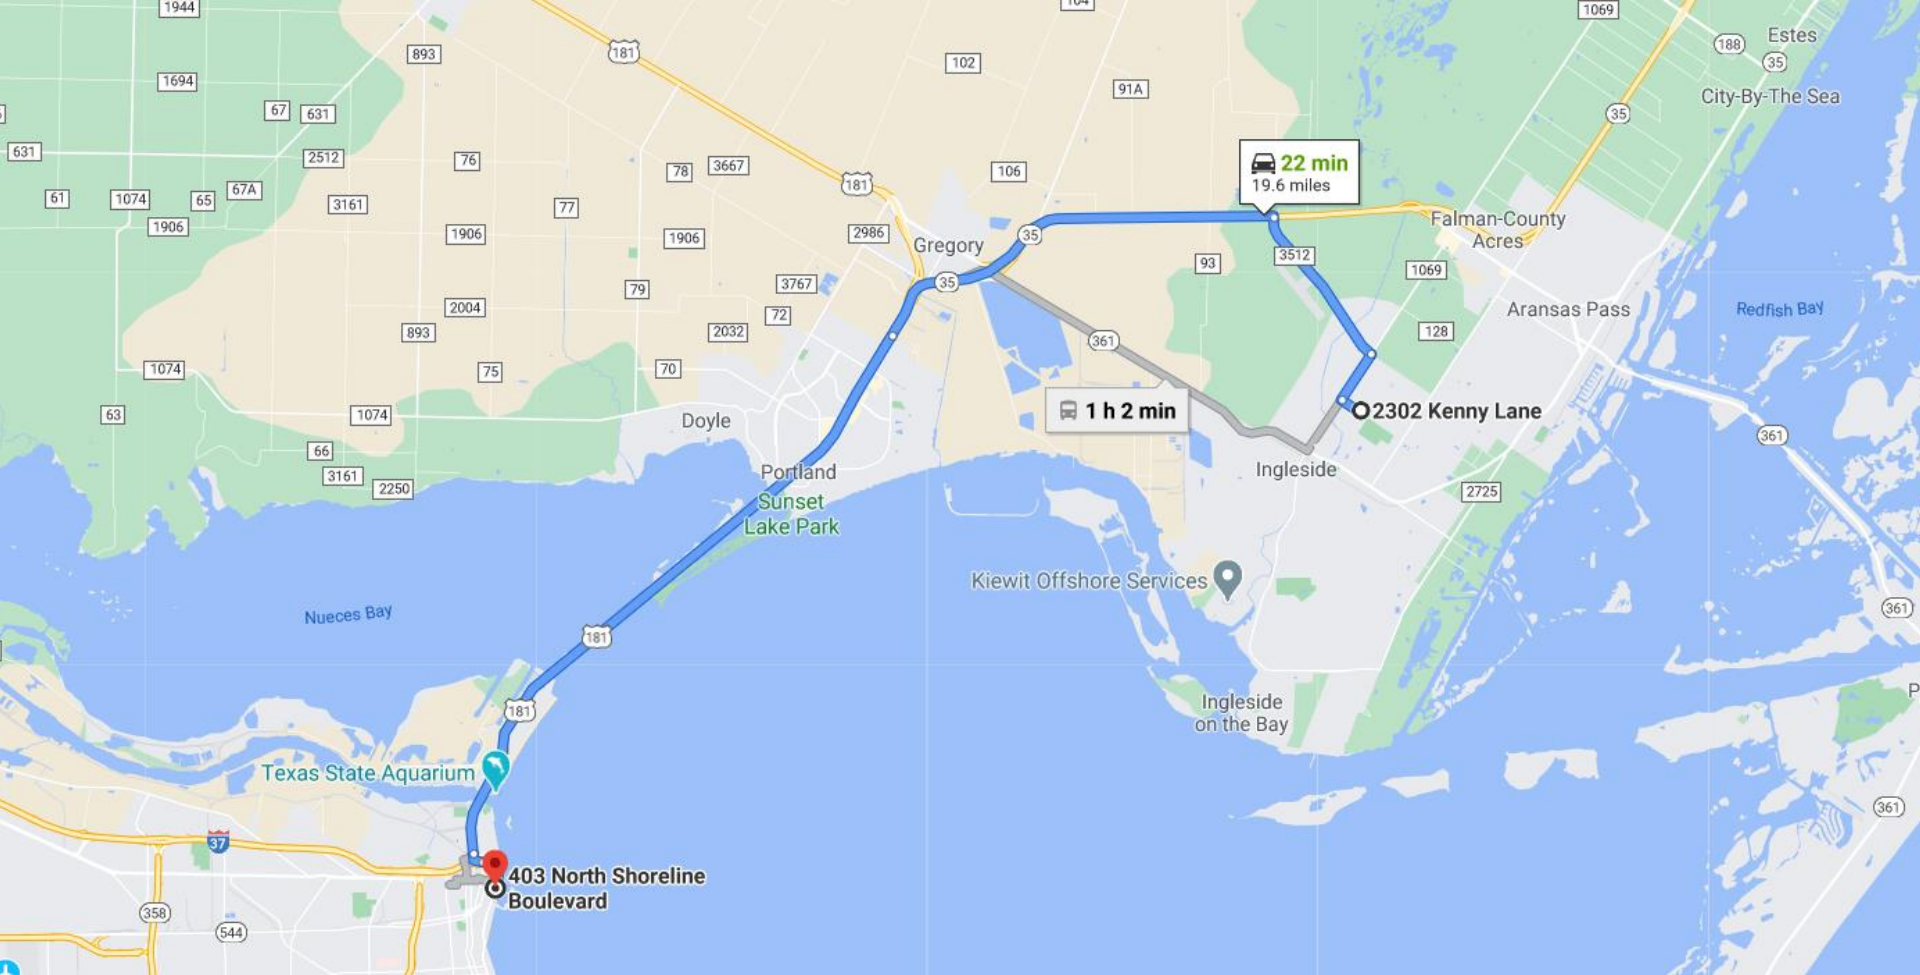 1944
104
1069
893
181
102
188
Estes
35
1694
91A
City-By-The Sea
67
631
35
631
2512
76
78
3667
106
22 min
19.6 miles
181
61
1074
65
67A
3161
77
1906
1906
1906
2986
Gregory
35
Falman-County
Acres
93
3512
1069
79
3767
35
2004
72
Aransas Pass
Redfish Bay
893
2032
361
128
1074
75
70
63
1074
Doyle
1 h 2 min
2302 Kenny Lane
361
66
3161
2250
Portland
Sunset
Lake Park
Ingleside
2725
Kiewit Offshore Services
Nueces Bay
181
361
181
Ingleside
on the Bay
P
Texas State Aquarium
361
37
403 North Shoreline
Boulevard
358
544